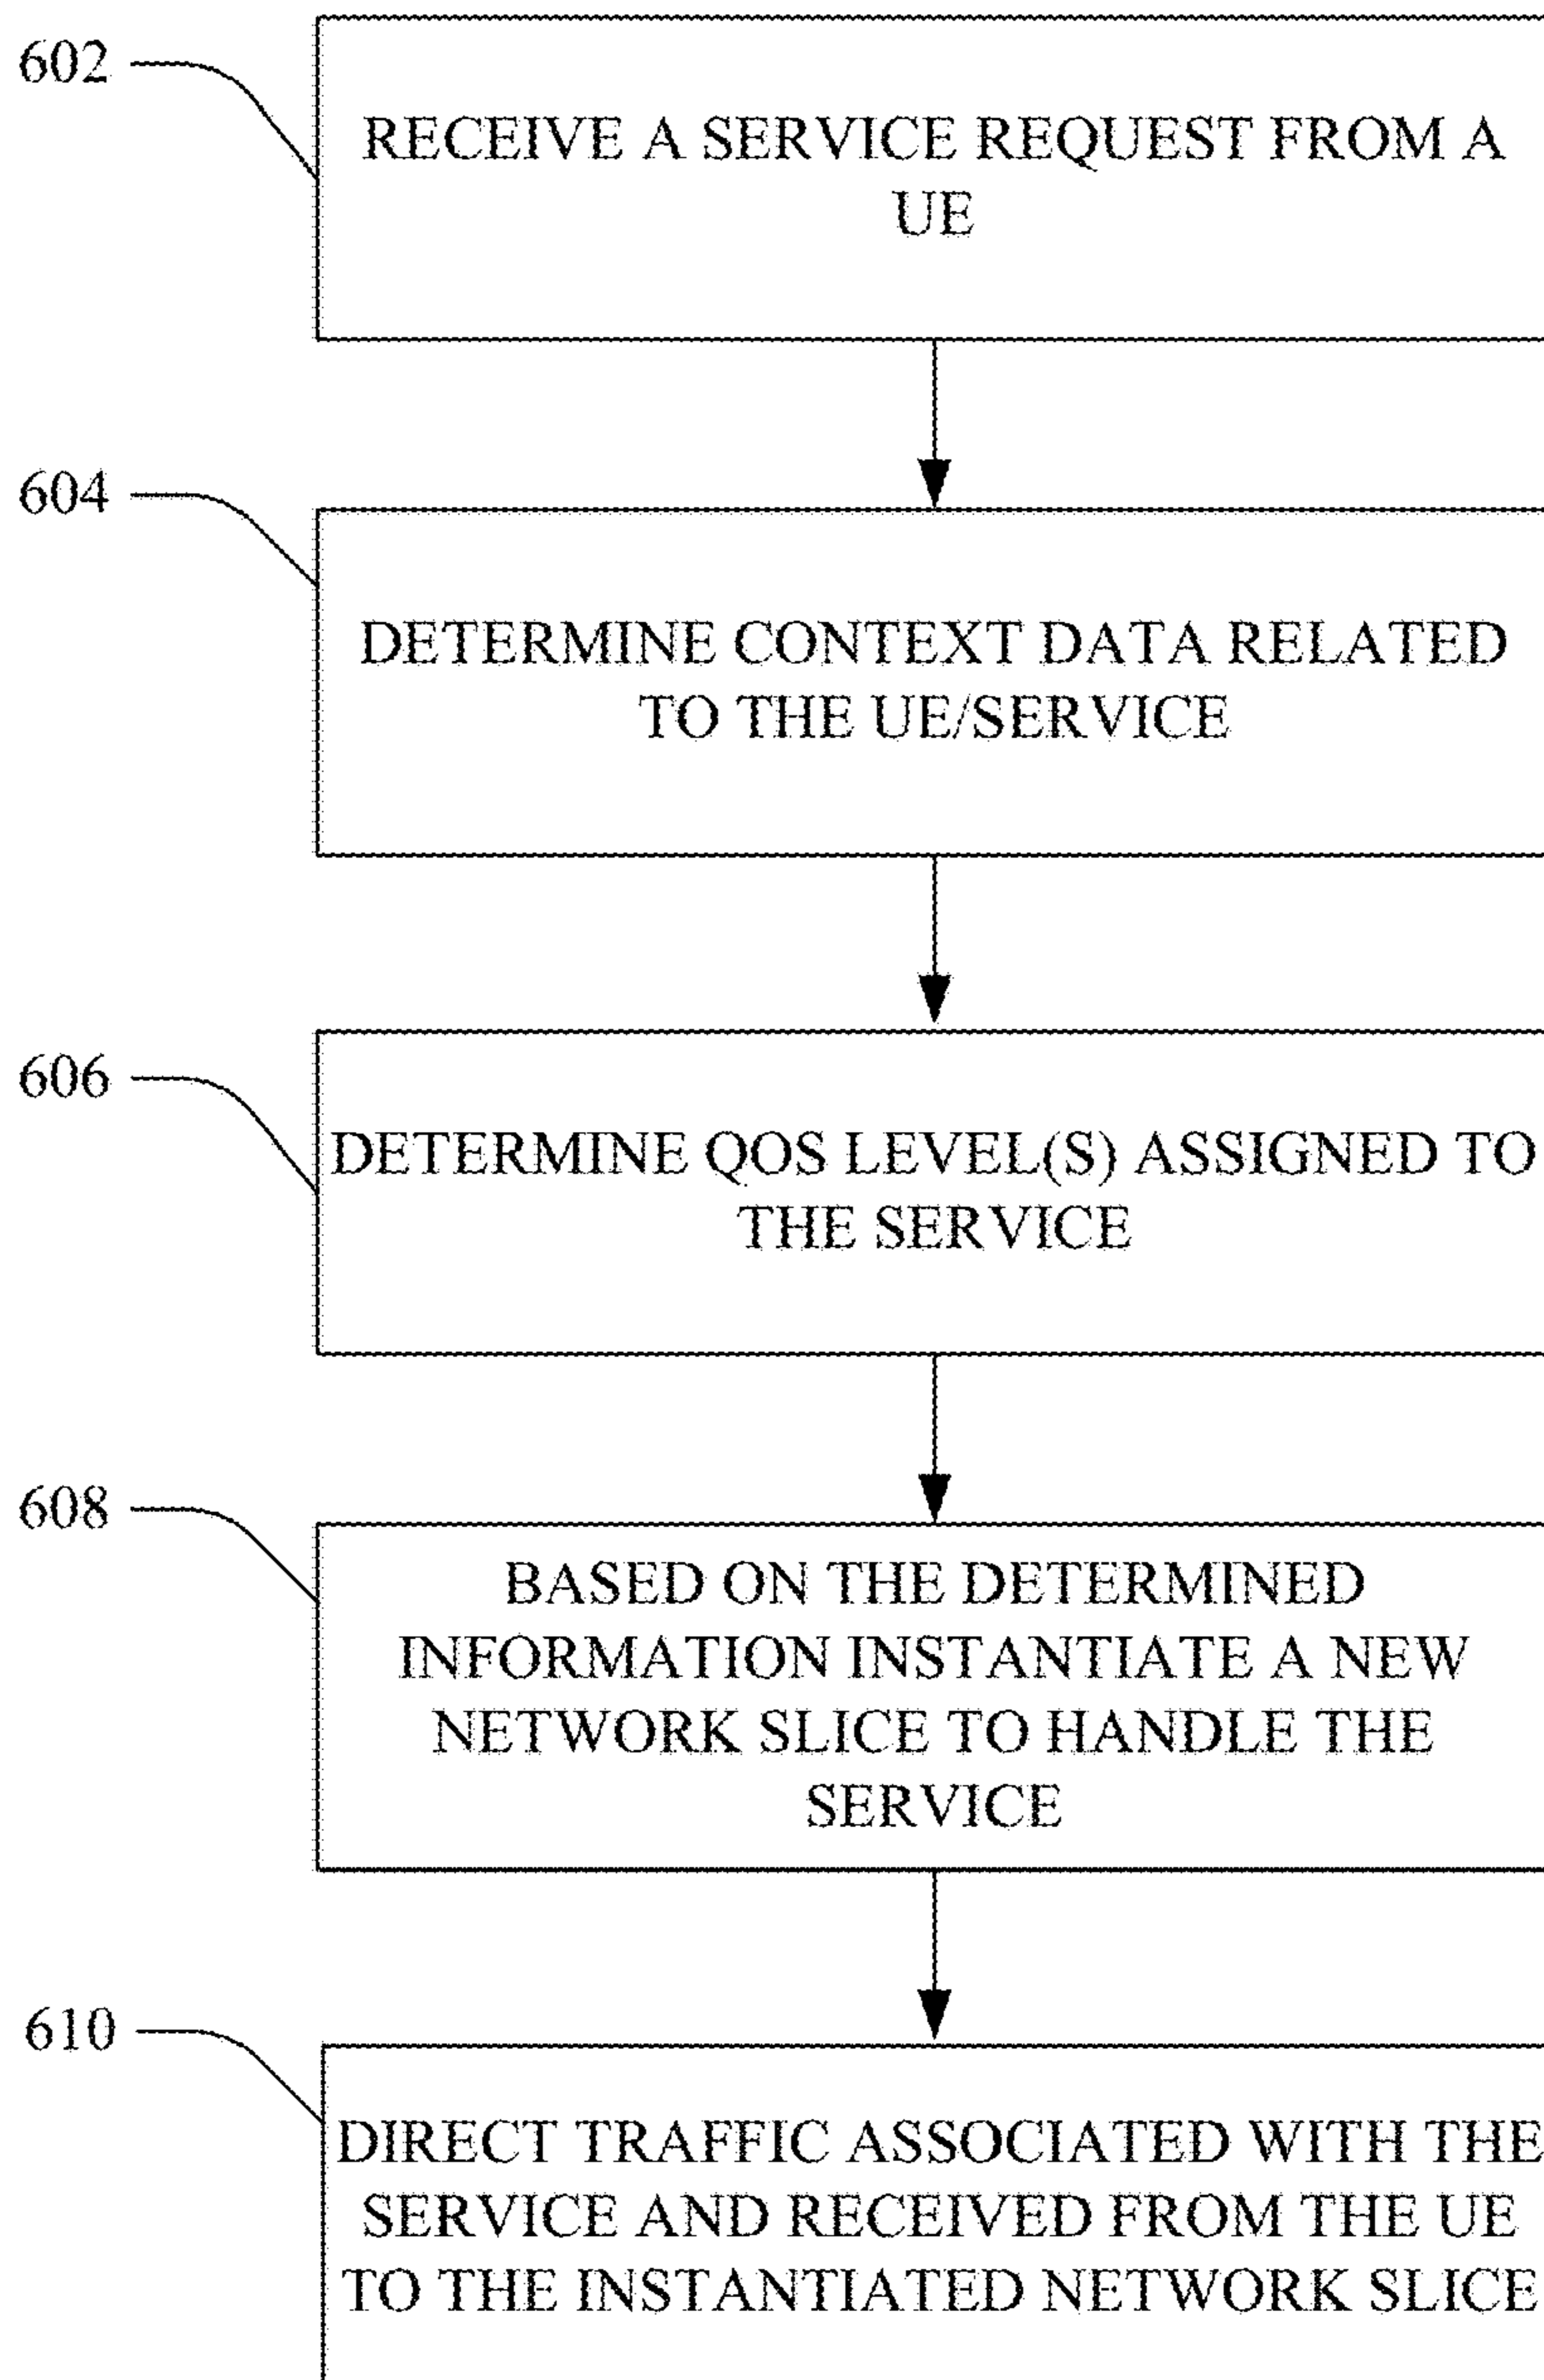 602
RECEIVE A SERVICE REQUEST FROM A
UE
604
DETERMINE CONTEXT DATA RELATED
TO THE UE/SERVICE
606
DETERMINE QOS LEVEL(S) ASSIGNED TO
THE SERVICE
608
BASED ON THE DETERMINED
INFORMATION INSTANTIATE A NEW
NETWORK SLICE TO HANDLE THE
SERVICE
610
DIRECT TRAFFIC ASSOCIATED WITH THE
SERVICE AND RECEIVED FROM THE UE
TO THE INSTANTIATED NETWORK SLICE